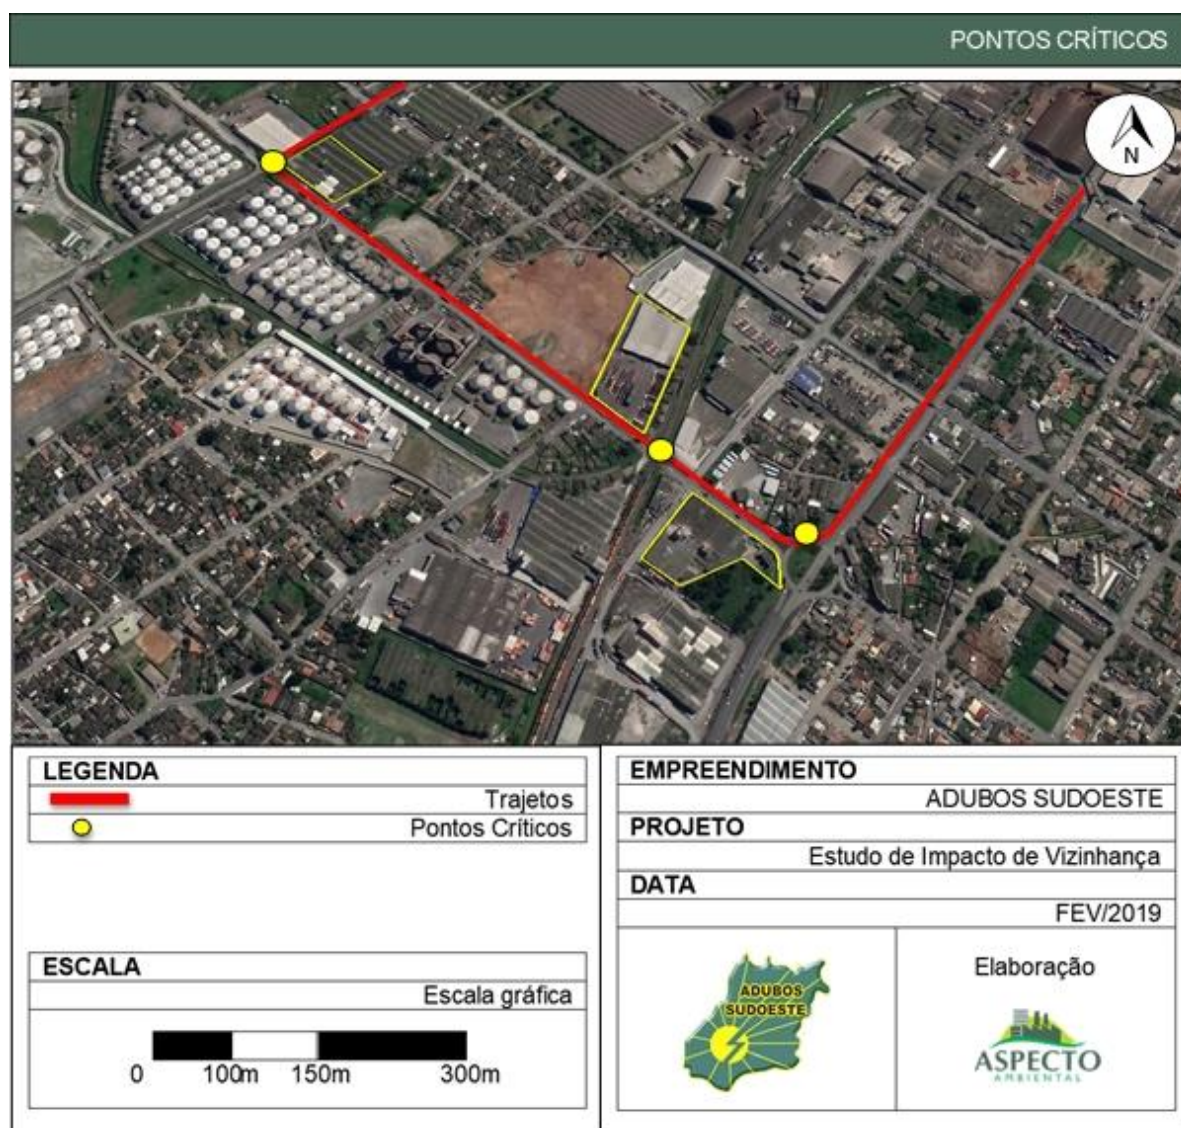 PONTOS CRÍTICOS
N
LEGENDA
Trajetos
Pontos Críticos
ESCALA
Escala gráfica
0 100m 150m 300m
EMPREENDIMENTO
ADUBOS SUDOESTE
PROJETO
Estudo de Impacto de Vizinhança
DATA
FEV/2019
ADUBOS
SUDOESTE
Elaboração
ASPECTO
AMBIENTAL